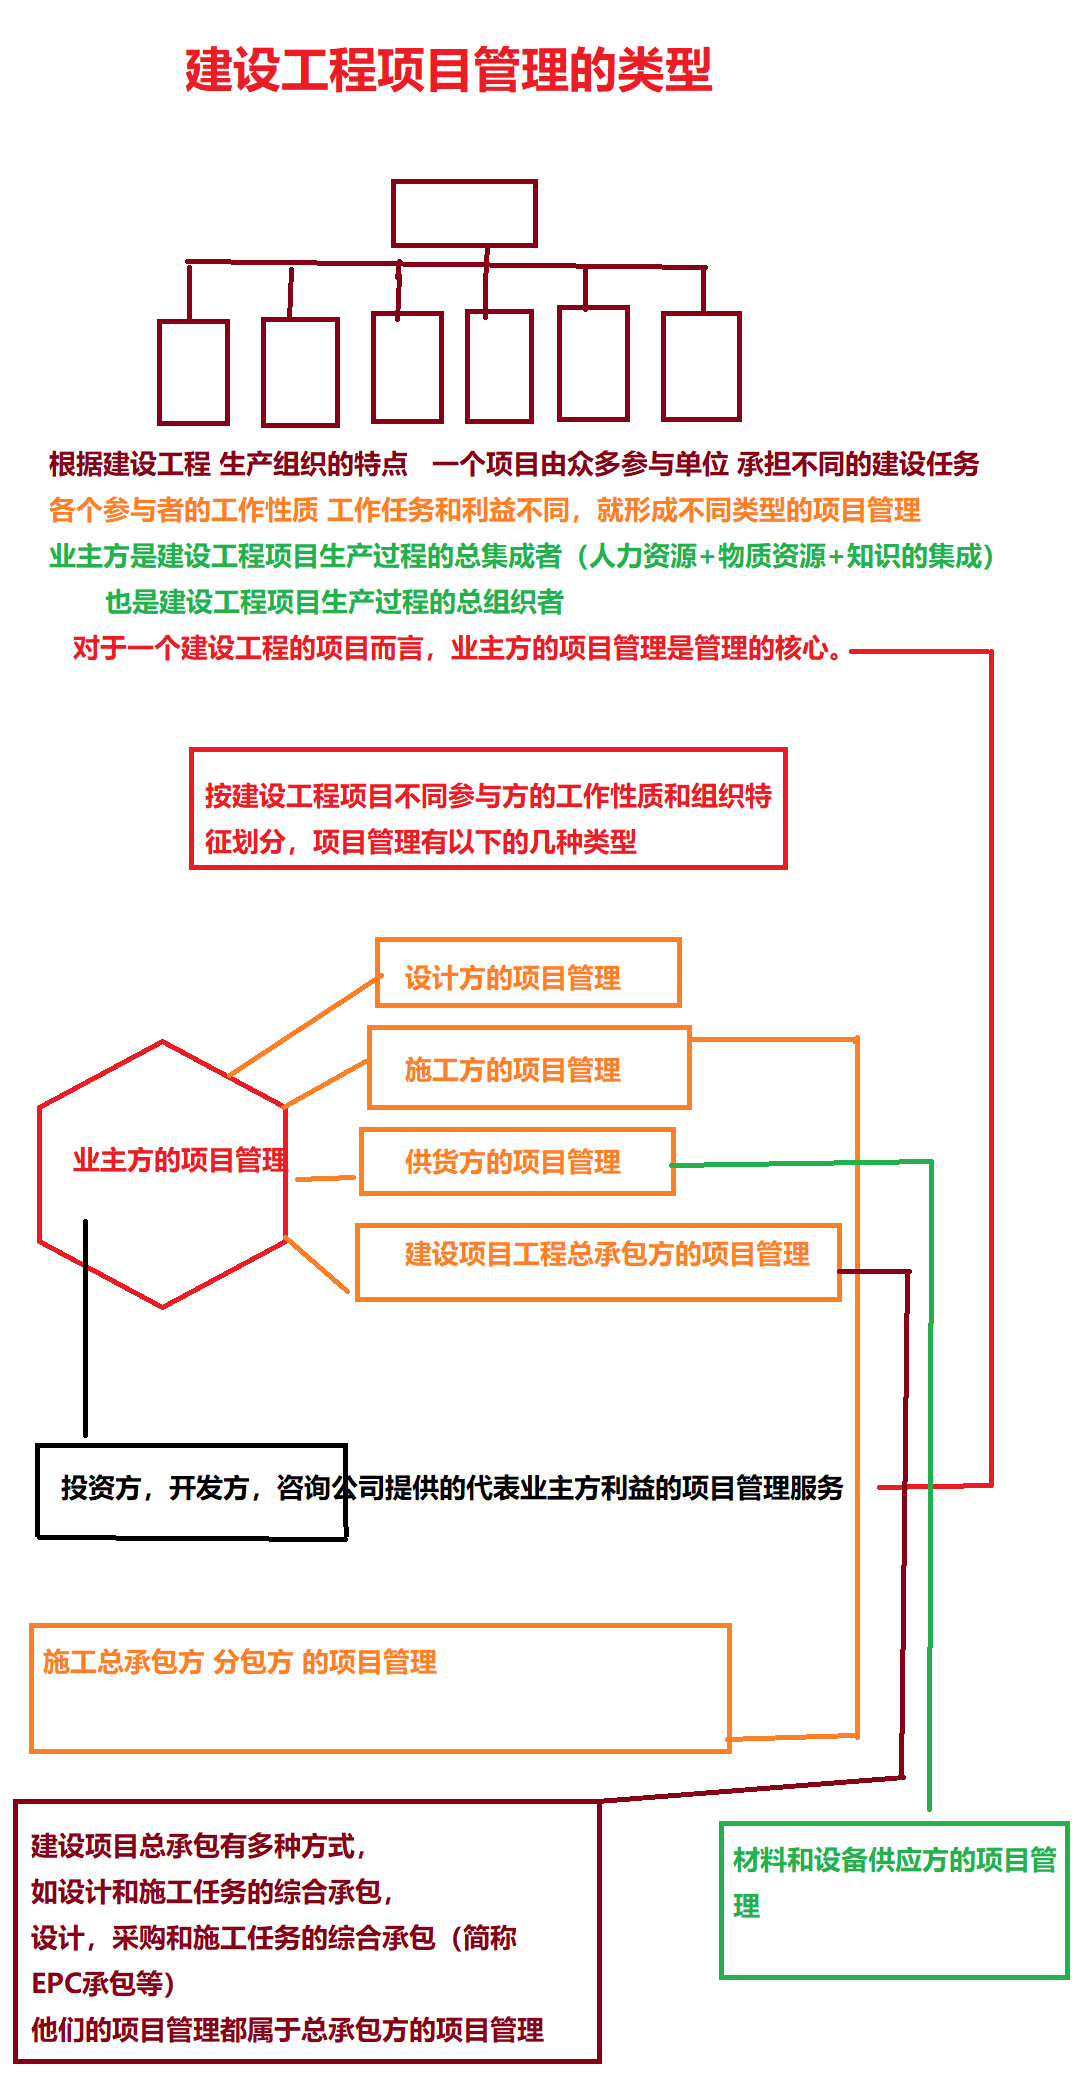 建设工程项目管理的类型
根据建设工程 生产组织的特点 一个项目由众多参与单位 承担不同的建设任务
各个参与者的工作性质 工作任务和利益不同，就形成不同类型的项目管理
业主方是建设工程项目生产过程的总集成者（人力资源+物质资源+知识的集成）
也是建设工程项目生产过程的总组织者
对于一个建设工程的项目而言，业主方的项目管理是管理的核心。
按建设工程项目不同参与方的工作性质和组织特
征划分，项目管理有以下的几种类型
设计方的项目管理
施工方的项目管理
业主方的项目管理
供货方的项目管理
建设项目工程总承包方的项目管理
投资方，开发方，咨询公司提供的代表业主方利益的项目管理服务
施工总承包方 分包方 的项目管理
建设项目总承包有多种方式，
如设计和施工任务的综合承包，
设计，采购和施工任务的综合承包（简称
EPC承包等）
他们的项目管理都属于总承包方的项目管理
材料和设备供应方的项目管
理